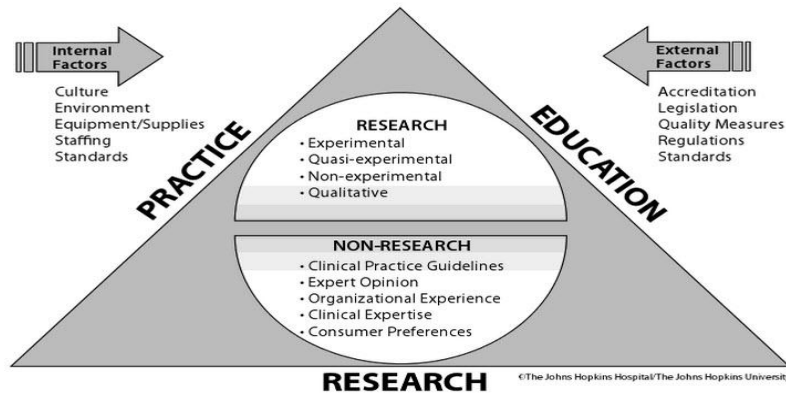 Internal
Factors
Culture
Environment
Equipment/Supplies
Staffing
Standards
External
Factors
Accreditation
Legislation
Quality Measures
Regulations
Standards
PRACTICE
EDUCATION
RESEARCH
• Experimental
• Quasi-experimental
• Non-experimental
• Qualitative
NON-RESEARCH
• Clinical Practice Guidelines
• Expert Opinion
• Organizational Experience
• Clinical Expertise
• Consumer Preferences
RESEARCH
©The Johns Hopkins Hospital/The Johns Hopkins University